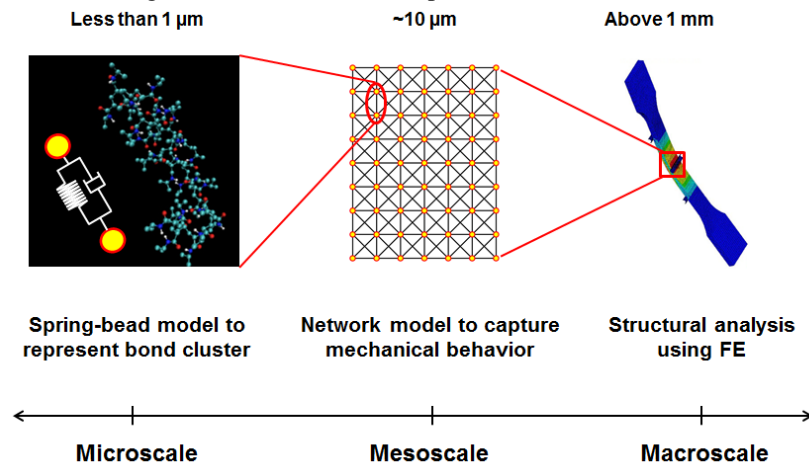 Less than 1 µm
~10 µm
Above 1 mm
Spring-bead model to
represent bond cluster
Network model to capture
mechanical behavior
Structural analysis
using FE
Microscale
Mesoscale
Macroscale